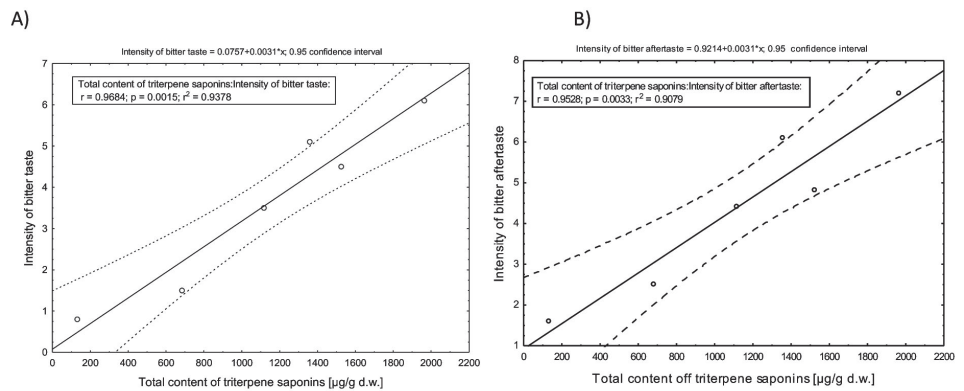 A)
Intensity of bitter taste = 0.0757+0.0031*x; 0.95 confidence interval
Total content of triterpene saponins:Intensity of bitter taste:
r = 0.9684; p = 0.0015; r² = 0.9378
Intensity of bitter taste
7
6
5
4
3
2
1
0
0 200 400 600 800 1000 1200 1400 1600 1800 2000 2200
Total content of triterpene saponins [µg/g d.w.]
B)
Intensity of bitter aftertaste = 0.9214+0.0031*x; 0.95 confidence interval
Total content of triterpene saponins:Intensity of bitter aftertaste:
r = 0.9528; p = 0.0033; r² = 0.9079
Intensity of bitter aftertaste
8
7
6
5
4
3
2
1
0 200 400 600 800 1000 1200 1400 1600 1800 2000 2200
Total content off triterpene saponins [µg/g d.w.]